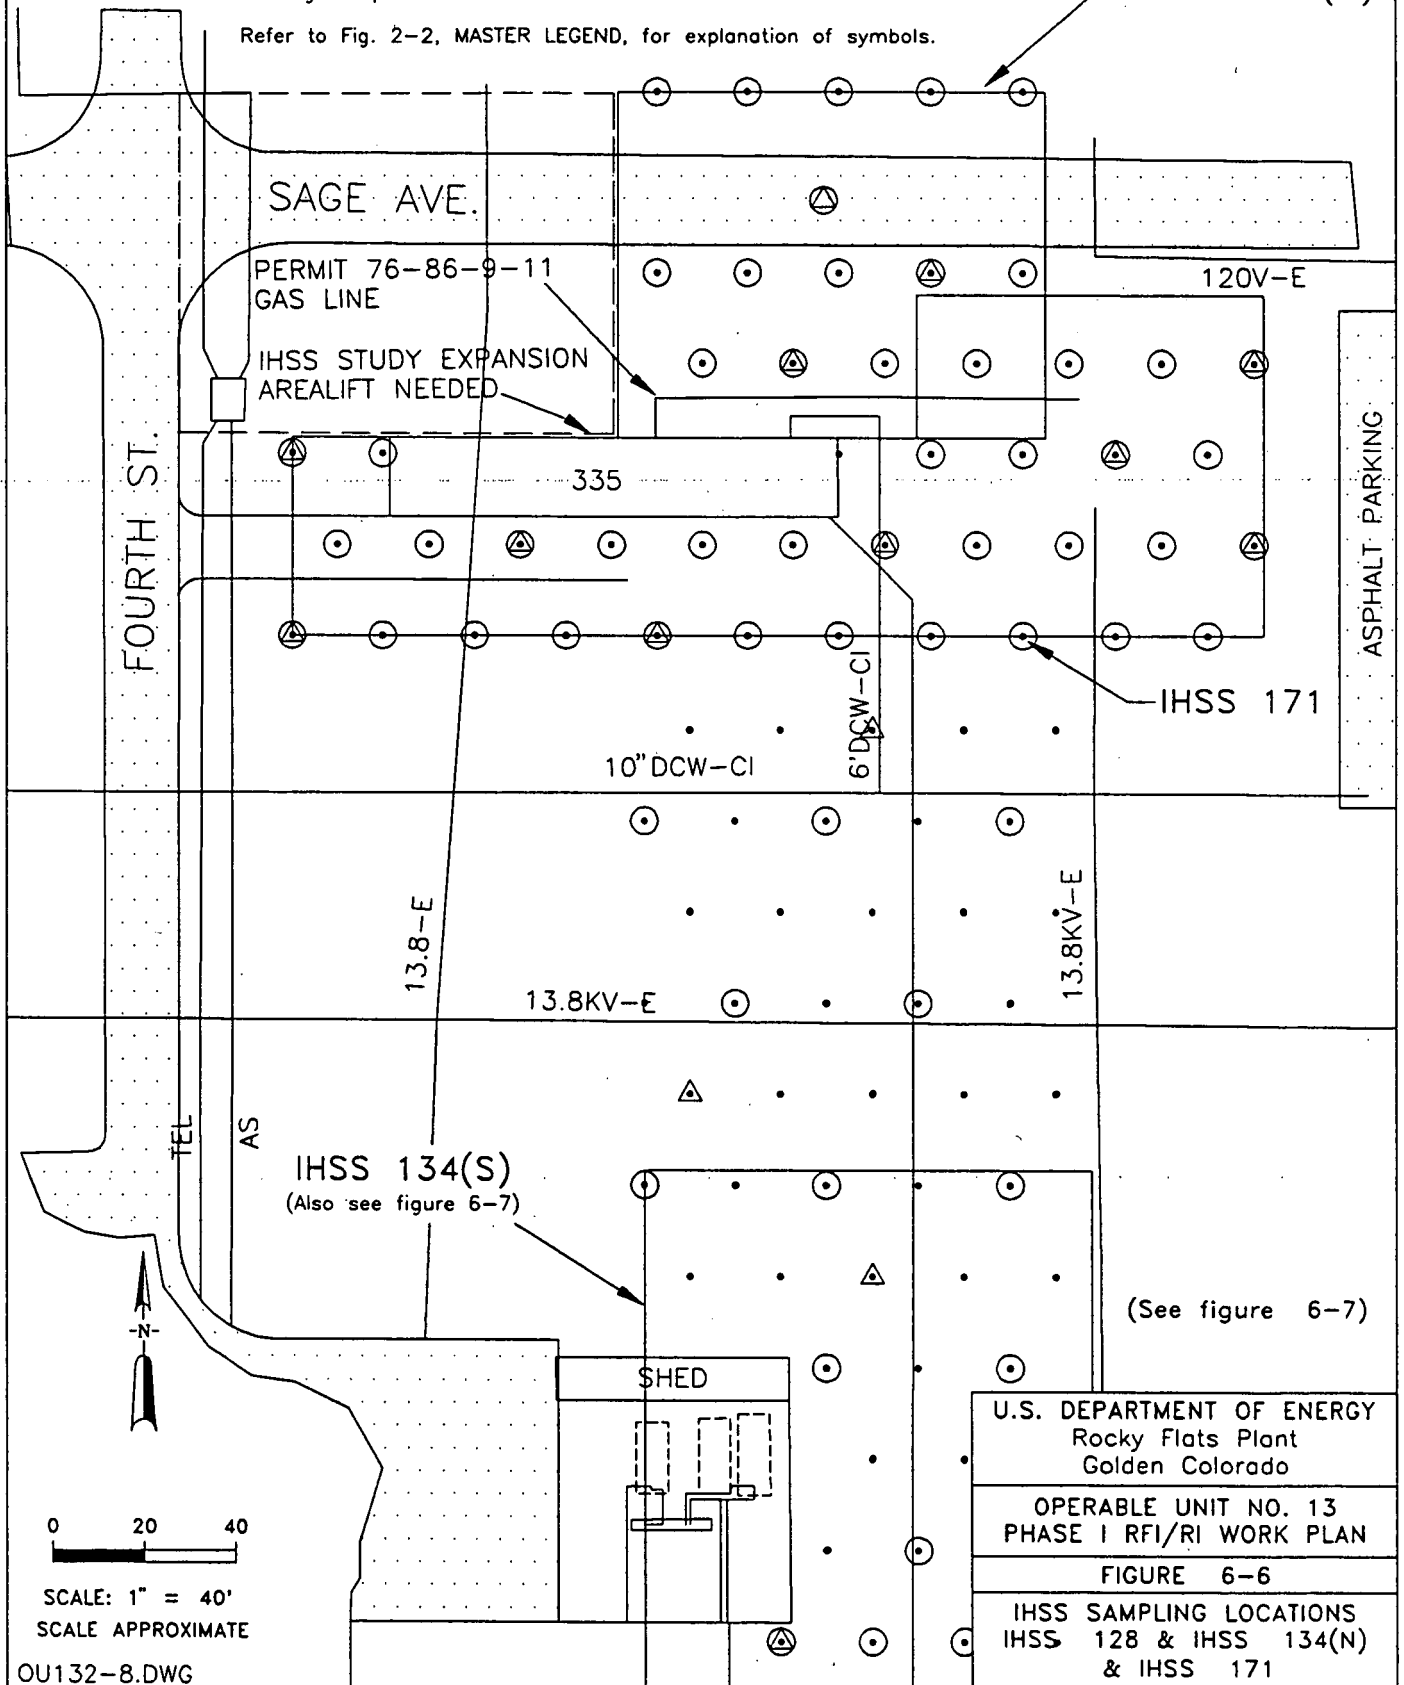 Refer to Fig. 2-2, MASTER LEGEND, for explanation of symbols.
SAGE AVE.
PERMIT 76-86-9-11
GAS LINE
120V-E
IHSS STUDY EXPANSION
AREALIFT NEEDED
FOURTH ST.
335
ASPHALT PARKING
IHSS 171
6'DCW-CI
10"DCW-CI
13.8-E
13.8KV-E
13.8KV-E
TEL
AS
IHSS 134(S)
(Also see figure 6-7)
-N-
(See figure 6-7)
SHED
0 20 40
SCALE: 1" = 40'
SCALE APPROXIMATE
OU132-8.DWG
U.S. DEPARTMENT OF ENERGY
Rocky Flats Plant
Golden Colorado
OPERABLE UNIT NO. 13
PHASE I RFI/RI WORK PLAN
FIGURE 6-6
IHSS SAMPLING LOCATIONS
IHSS 128 & IHSS 134(N)
& IHSS 171